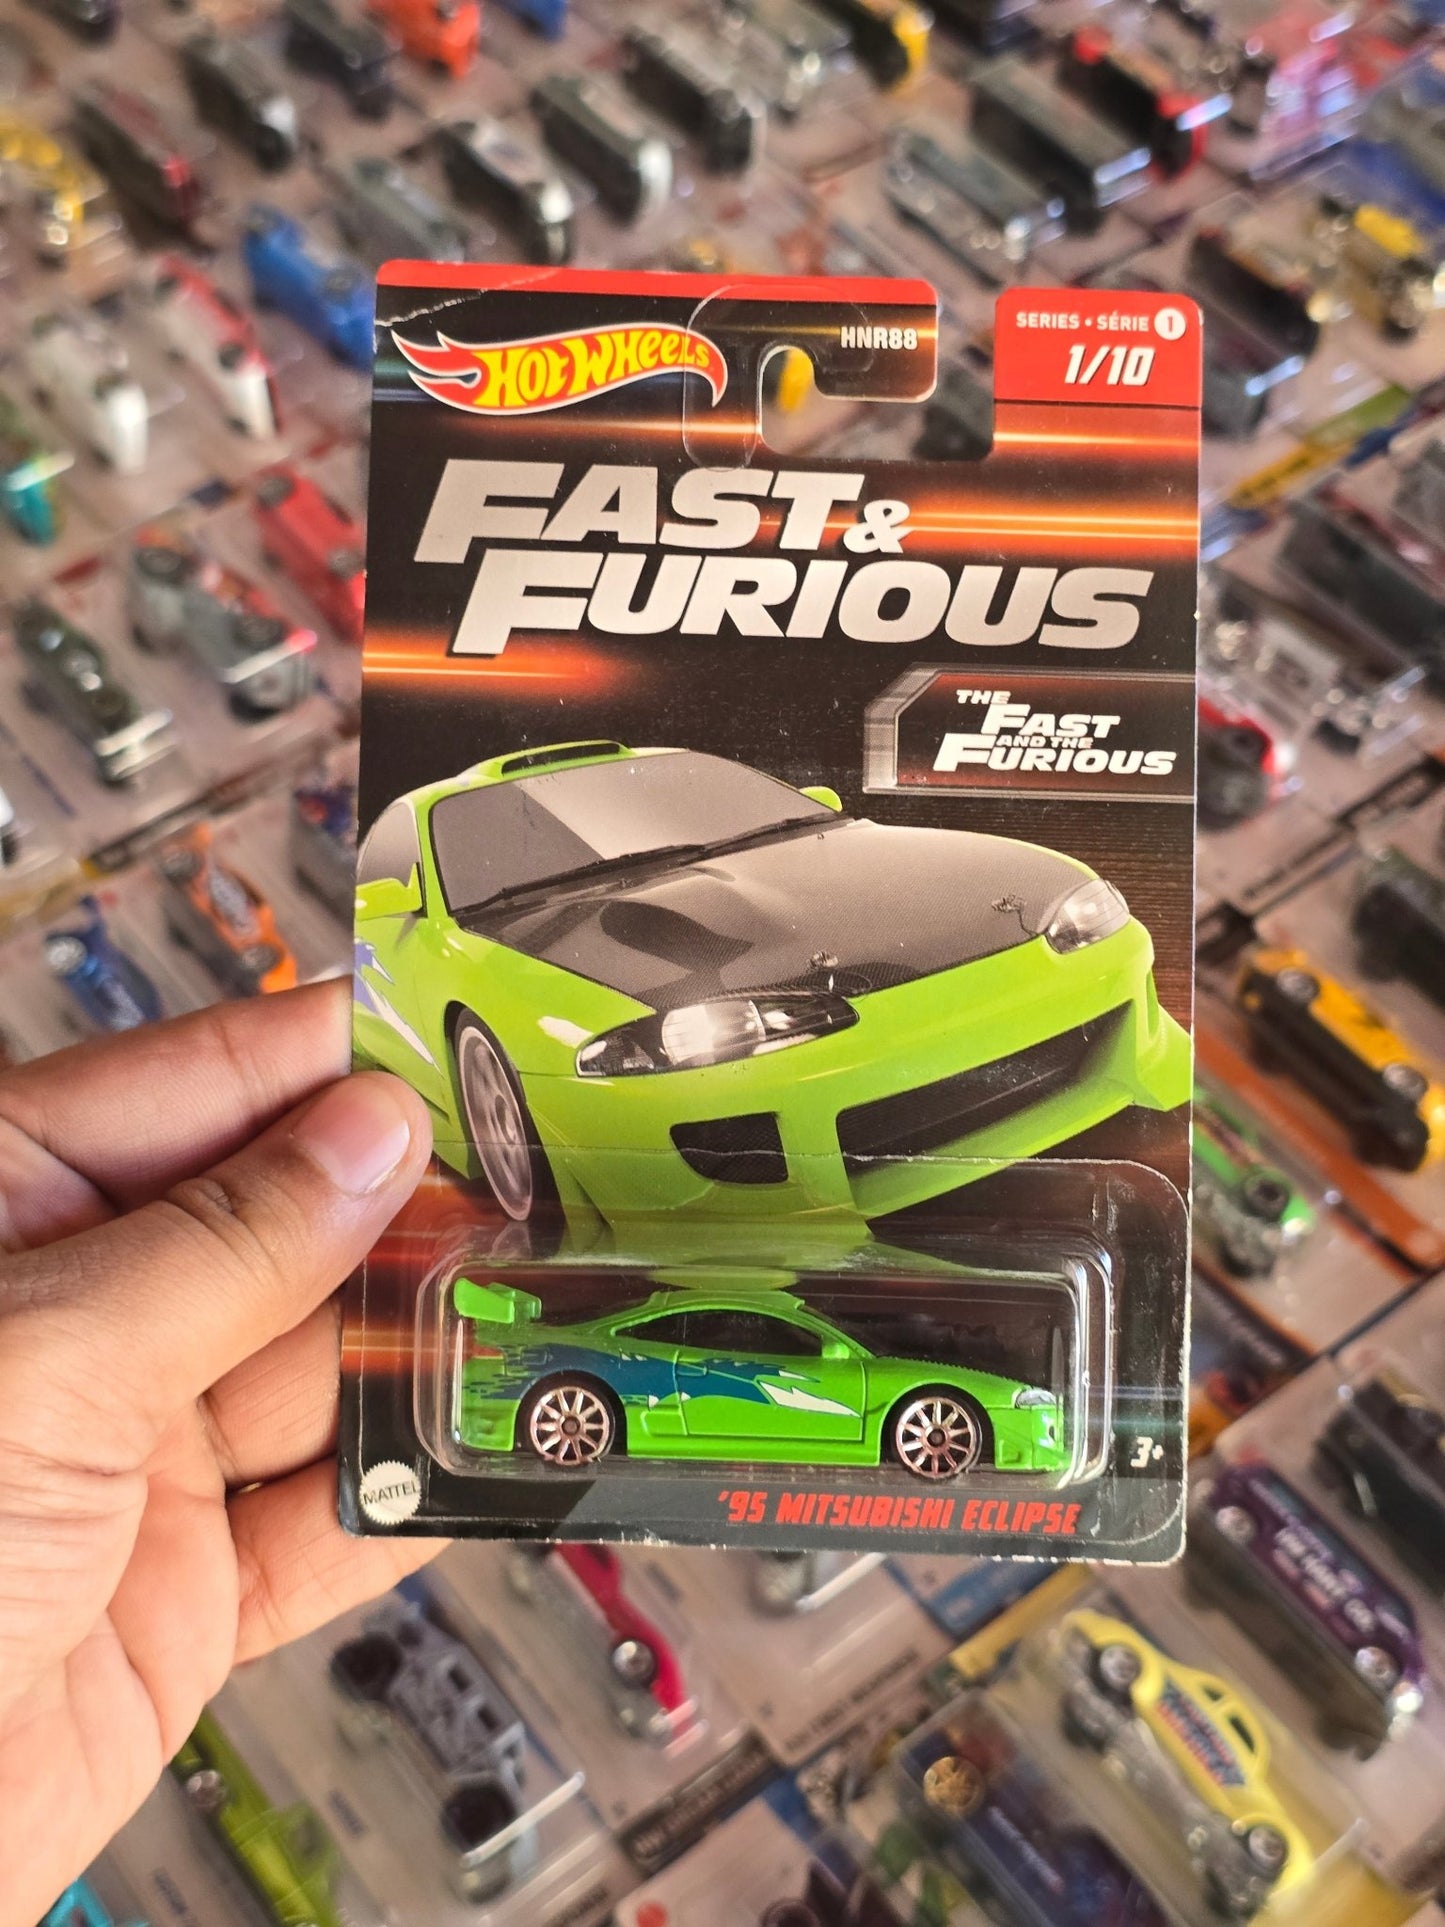 HOT WHEELS
HNR88
SERIES • SÉRIE 1
1/10
FAST &
FURIOUS
THE
FAST
AND THE
FURIOUS
3+
MATTEL
'95 MITSUBISHI ECLIPSE